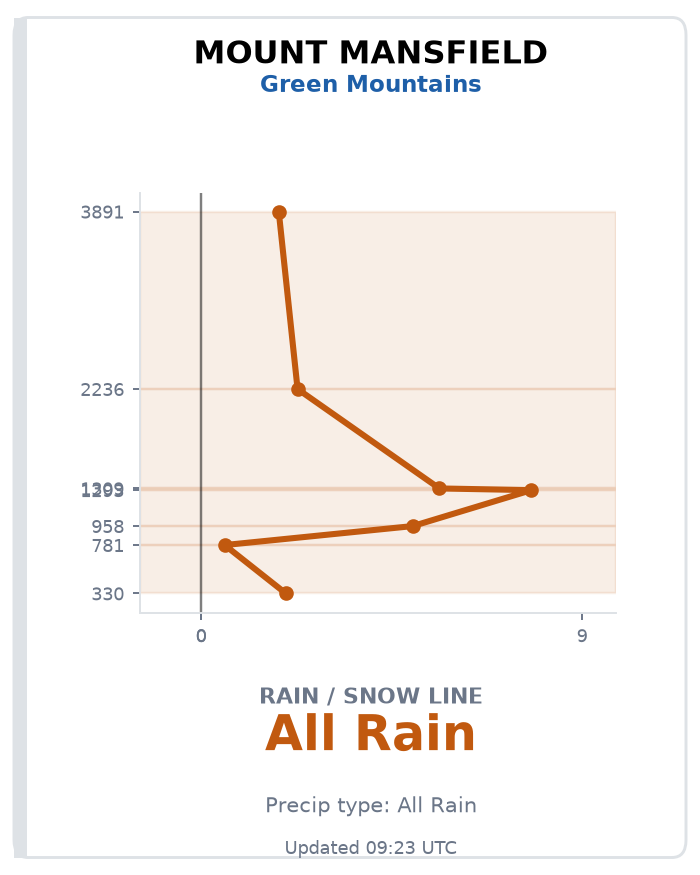 MOUNT MANSFIELD
Green Mountains
3891
2236
958
781
330
0 9
RAIN / SNOW LINE
All Rain
Precip type: All Rain
Updated 09:23 UTC